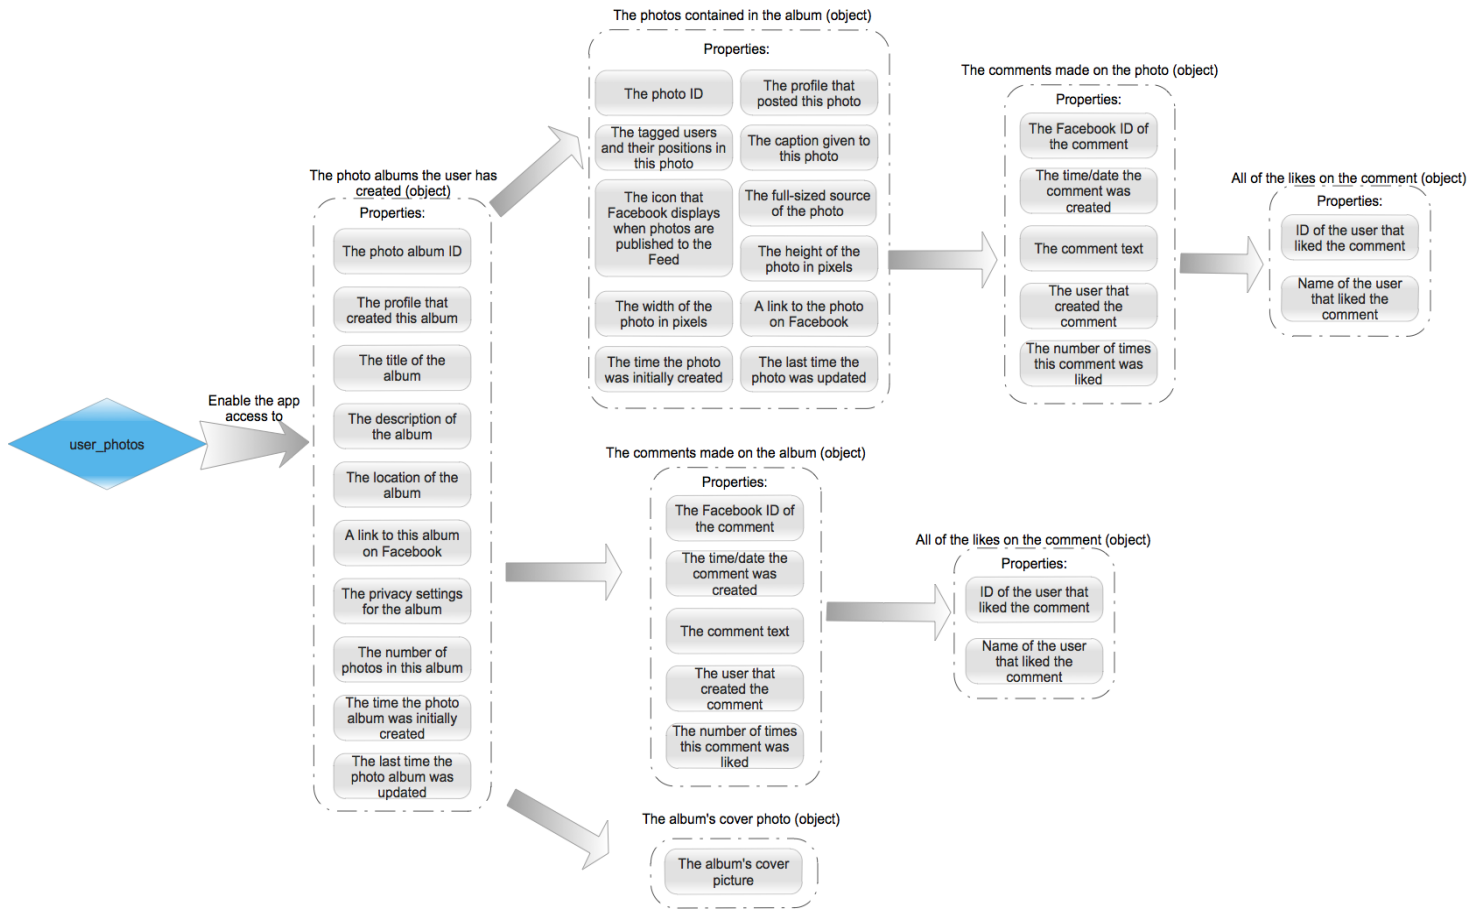 user_photos
Enable the app
access to
The photo albums the user has
created (object)
Properties:
The photo album ID
The profile that
created this album
The title of the
album
The description of
the album
The location of the
album
A link to this album
on Facebook
The privacy settings
for the album
The number of
photos in this album
The time the photo
album was initially
created
The last time the
photo album was
updated
The photos contained in the album (object)
Properties:
The photo ID
The profile that
posted this photo
The tagged users
and their positions in
this photo
The caption given to
this photo
The icon that
Facebook displays
when photos are
published to the
Feed
The full-sized source
of the photo
The height of the
photo in pixels
The width of the
photo in pixels
A link to the photo
on Facebook
The time the photo
was initially created
The last time the
photo was updated
The comments made on the photo (object)
Properties:
The Facebook ID of
the comment
The time/date the
comment was
created
The comment text
The user that
created the
comment
The number of times
this comment was
liked
All of the likes on the comment (object)
Properties:
ID of the user that
liked the comment
Name of the user
that liked the
comment
The comments made on the album (object)
Properties:
The Facebook ID of
the comment
The time/date the
comment was
created
The comment text
The user that
created the
comment
The number of times
this comment was
liked
All of the likes on the comment (object)
Properties:
ID of the user that
liked the comment
Name of the user
that liked the
comment
The album's cover photo (object)
The album's cover
picture